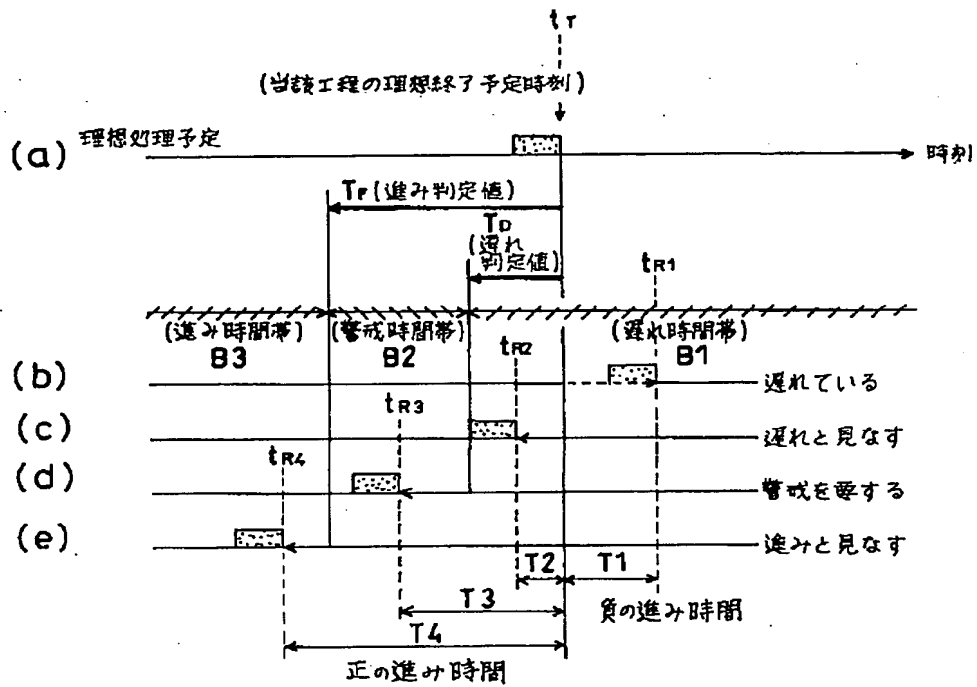 tT
(当該工程の理想終了予定時刻)
(a) 理想処理予定
時刻
TF (進み判定値)
TD
(遅れ
判定値)
tR1
(進み時間帯) (警戒時間帯) (遅れ時間帯)
B3 B2 tR2 B1
(b) 遅れている
tR3
(c) 遅れと見なす
tR4
(d) 警戒を要する
(e) 進みと見なす
T2 T1
T3 負の進み時間
T4
正の進み時間